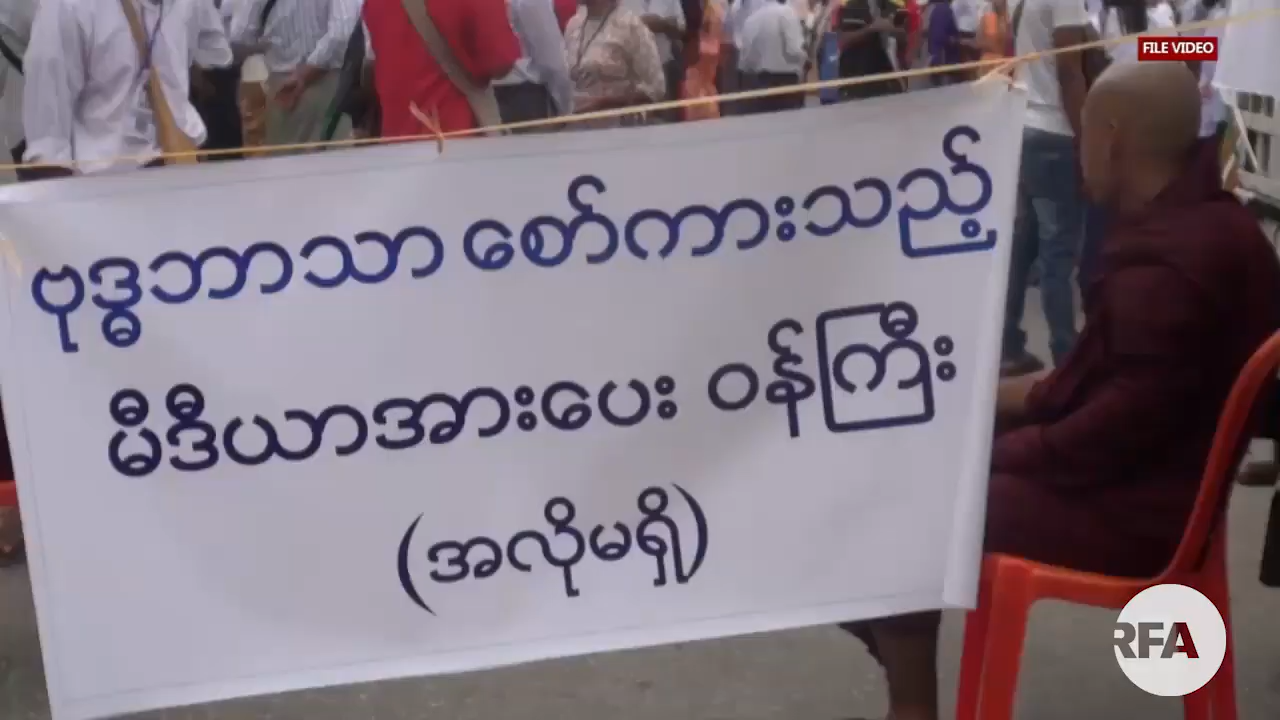 FILE VIDEO
ဗုဒ္ဓဘာသာ စော်ကားသည့်
မီဒီယာအားပေး ဝန်ကြီး
(အလိုမရှိ)
RFA